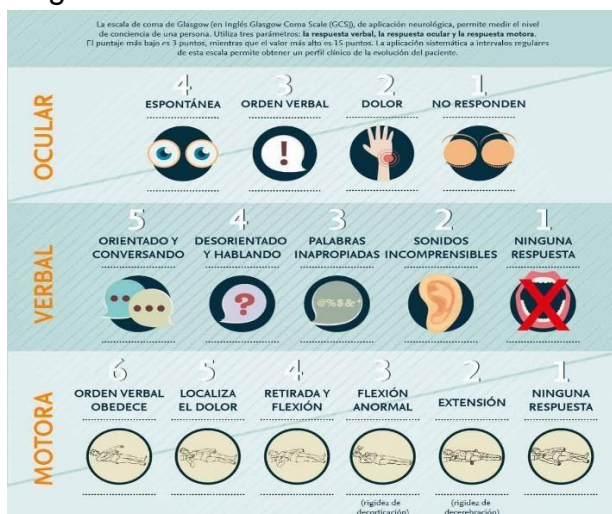 La escala de coma de Glasgow (en Inglés Glasgow Coma Scale (GCS)), de aplicación neurológica, permite medir el nivel
de conciencia de una persona. Utiliza tres parámetros: la respuesta verbal, la respuesta ocular y la respuesta motora.
El puntaje más bajo es 3 puntos, mientras que el valor más alto es 15 puntos. La aplicación sistemática a intervalos regulares
de esta escala permite obtener un perfil clínico de la evolución del paciente.
OCULAR
4 3 2 1
ESPONTÁNEA ORDEN VERBAL DOLOR NO RESPONDEN
!
VERBAL
5 4 3 2 1
ORIENTADO Y DESORIENTADO PALABRAS SONIDOS NINGUNA
CONVERSANDO Y HABLANDO INAPROPIADAS INCOMPRENSIBLES RESPUESTA
? @%$&*
MOTORA
6 5 4 3 2 1
ORDEN VERBAL LOCALIZA RETIRADA Y FLEXIÓN EXTENSIÓN NINGUNA
OBEDECE EL DOLOR FLEXIÓN ANORMAL RESPUESTA
(rigidez de (rigidez de
decorticación) decerebración)